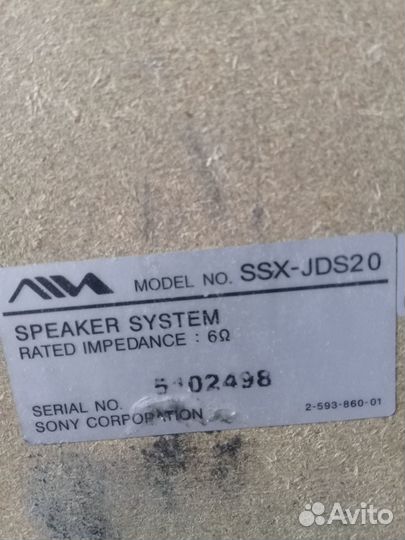 AIWA MODEL NO. SSX-JDS20
SPEAKER SYSTEM
RATED IMPEDANCE : 6Ω
SERIAL NO.
SONY CORPORATION
2-593-860-01
Avito